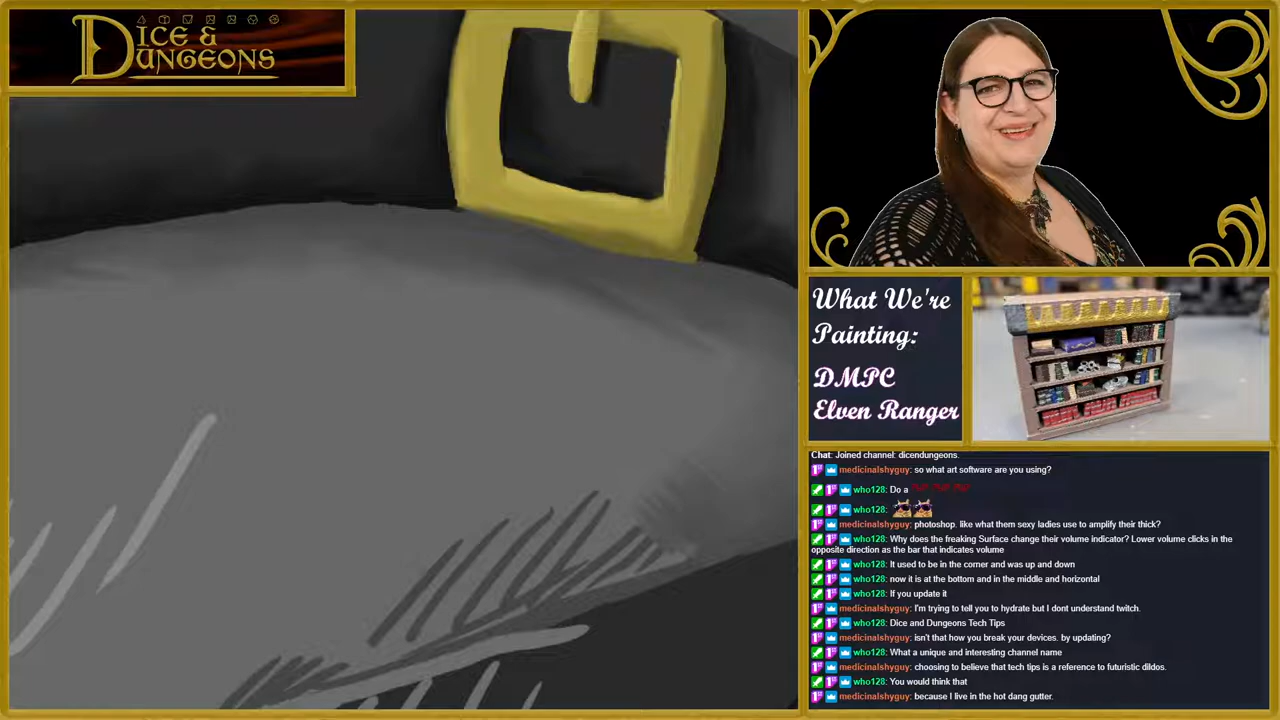 DICE &
DUNGEONS
What We're
Painting:
DMPC
Elven Ranger
Chat: Joined channel: dicendungeons.
medicinalshyguy: so what art software are you using?
who128: Do a
who128:
medicinalshyguy: photoshop. like what them sexy ladies use to amplify their thick?
who128: Why does the freaking Surface change their volume indicator? Lower volume clicks in the
opposite direction as the bar that indicates volume
who128: It used to be in the corner and was up and down
who128: now it is at the bottom and in the middle and horizontal
who128: If you update it
medicinalshyguy: I'm trying to tell you to hydrate but I dont understand twitch.
who128: Dice and Dungeons Tech Tips
medicinalshyguy: isn't that how you break your devices. by updating?
who128: What a unique and interesting channel name
medicinalshyguy: choosing to believe that tech tips is a reference to futuristic dildos.
who128: You would think that
medicinalshyguy: because I live in the hot dang gutter.